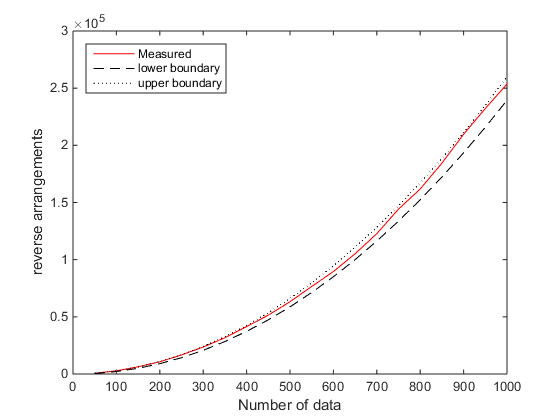 ×10^5
3
2.5
2
1.5
1
0.5
0
Measured
lower boundary
upper boundary
reverse arrangements
0 100 200 300 400 500 600 700 800 900 1000
Number of data